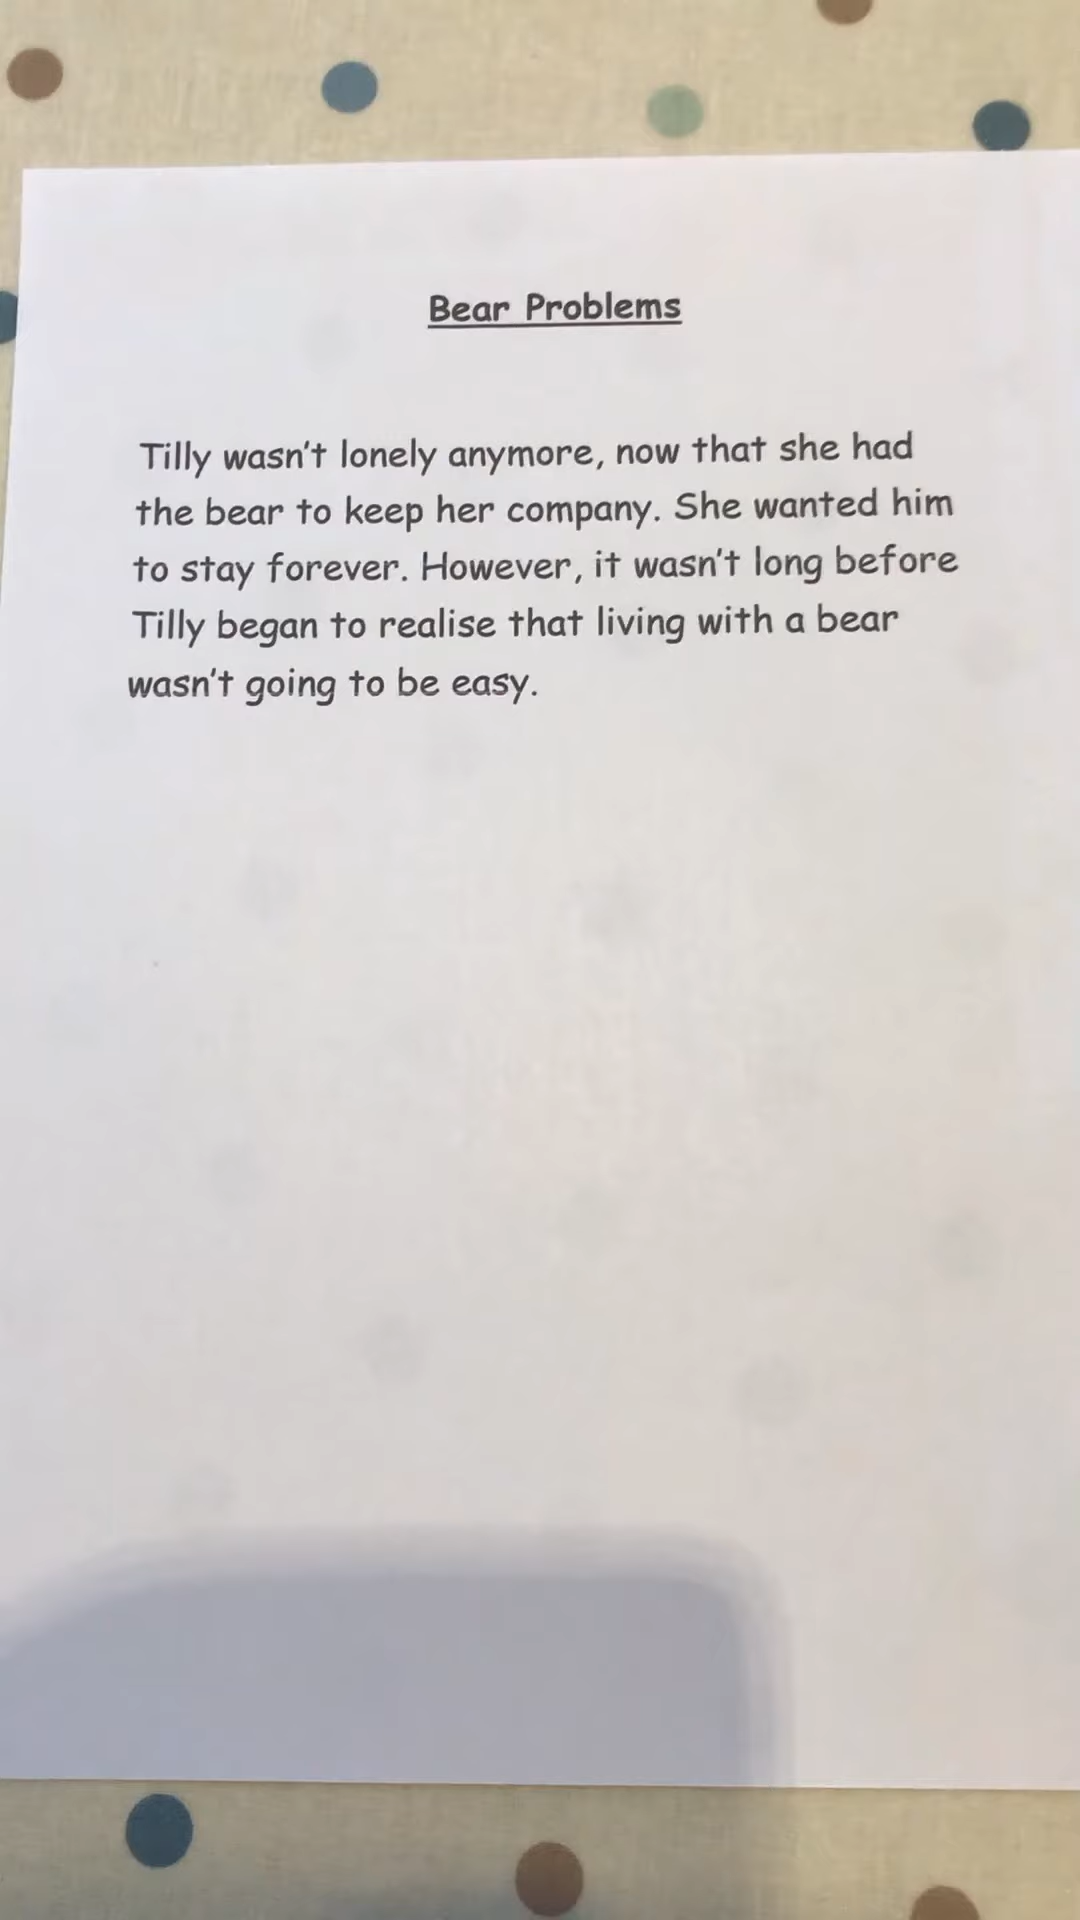 Bear Problems
Tilly wasn't lonely anymore, now that she had
the bear to keep her company. She wanted him
to stay forever. However, it wasn't long before
Tilly began to realise that living with a bear
wasn't going to be easy.